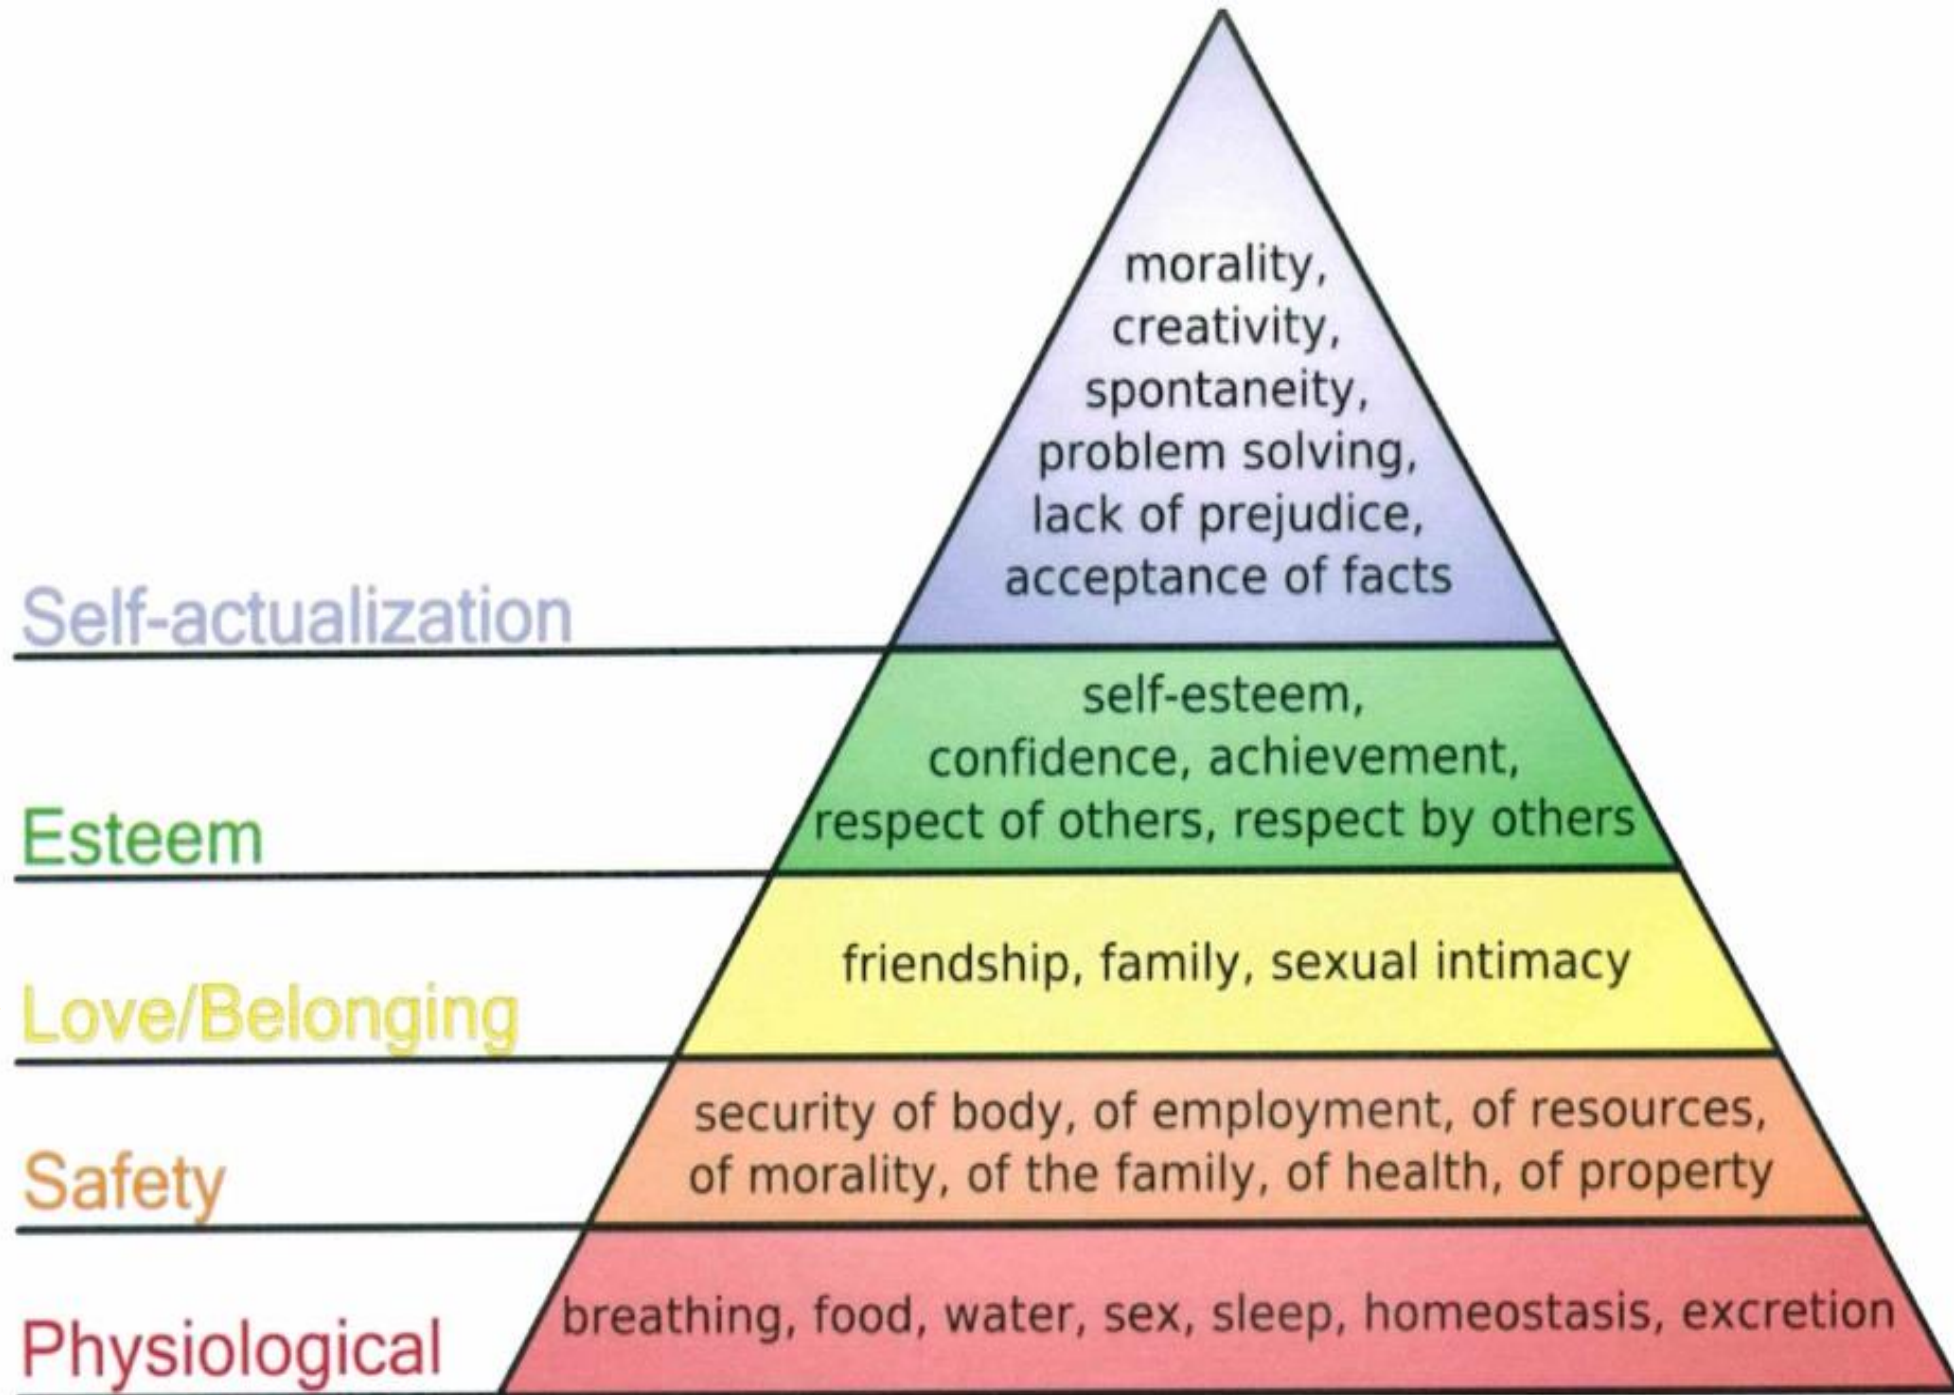 morality,
creativity,
spontaneity,
problem solving,
lack of prejudice,
acceptance of facts
Self-actualization
self-esteem,
confidence, achievement,
respect of others, respect by others
Esteem
friendship, family, sexual intimacy
Love/Belonging
security of body, of employment, of resources,
of morality, of the family, of health, of property
Safety
breathing, food, water, sex, sleep, homeostasis, excretion
Physiological